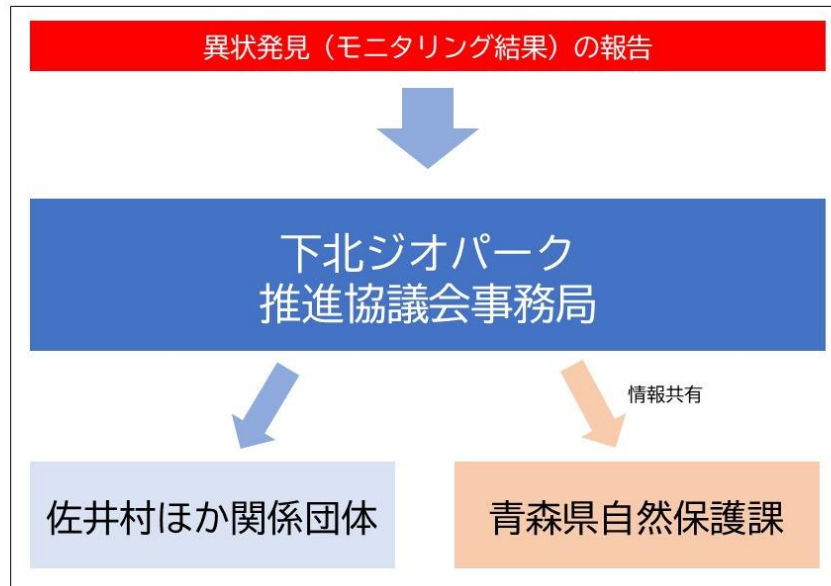 異状発見（モニタリング結果）の報告
下北ジオパーク
推進協議会事務局
情報共有
佐井村ほか関係団体
青森県自然保護課